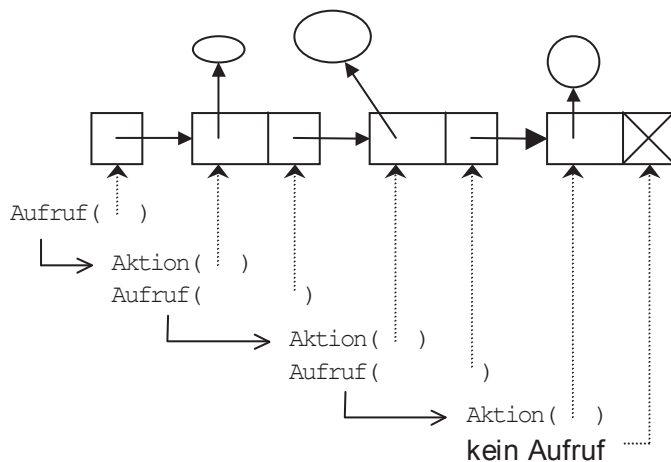 Aufruf( )
Aktion( )
Aufruf( )
Aktion( )
Aufruf( )
Aktion( )
kein Aufruf